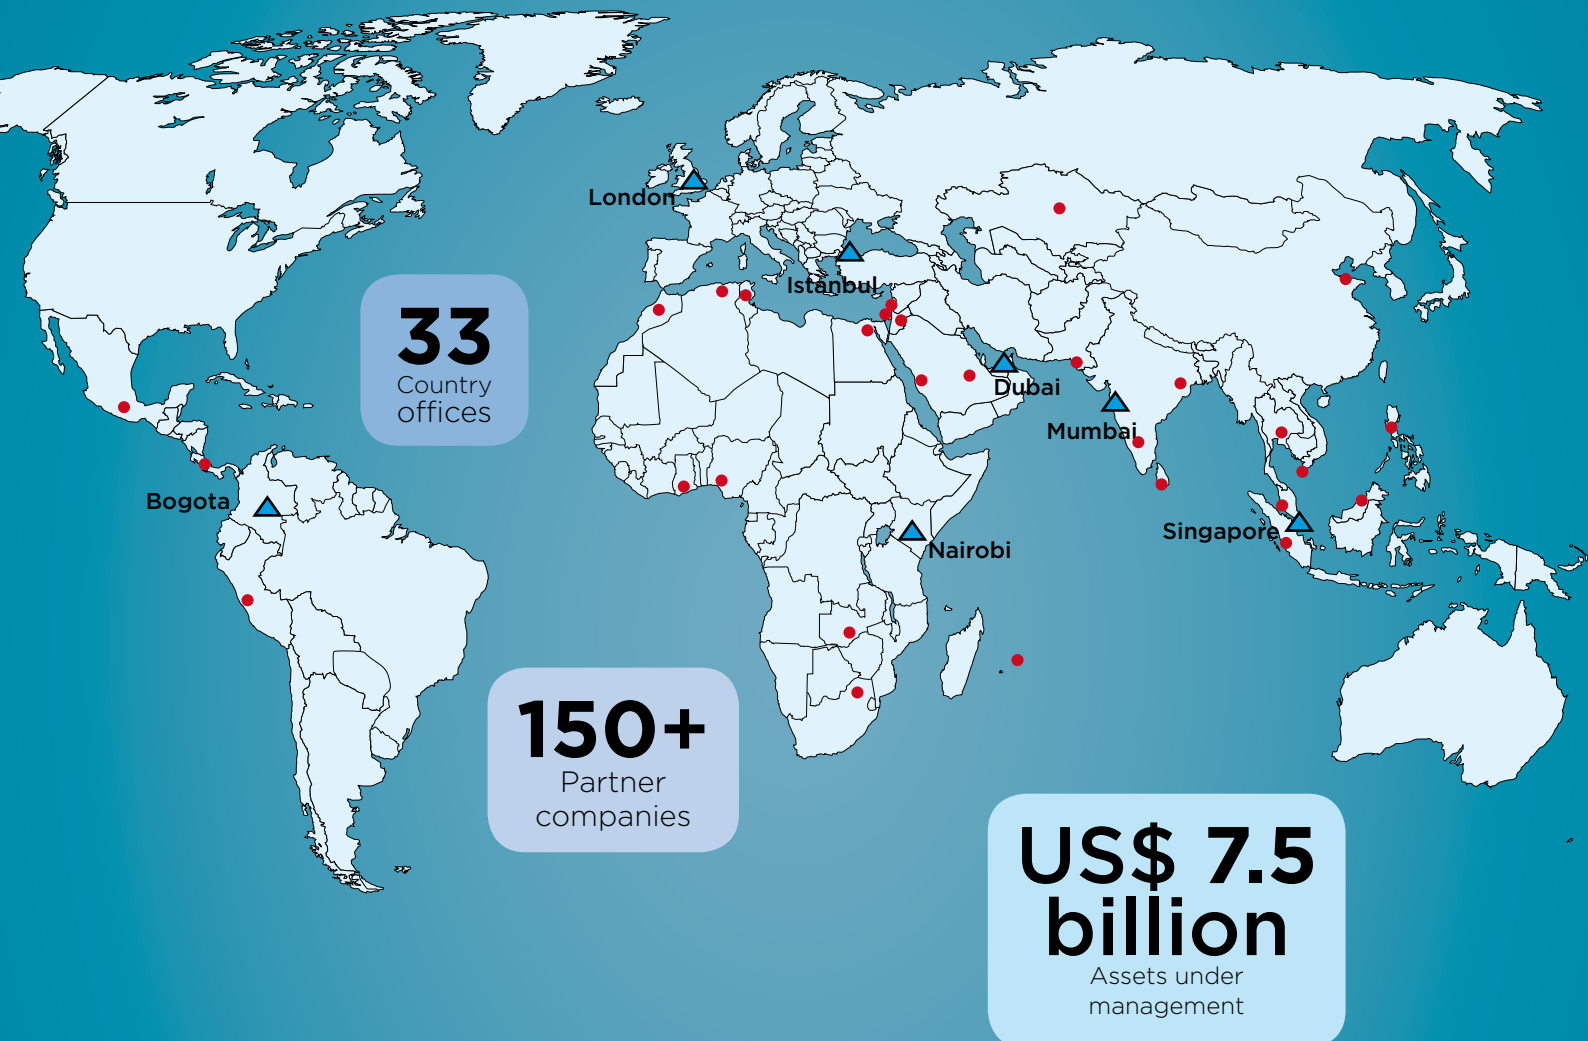 London
Istanbul
33
Country
offices
Dubai
Mumbai
Bogota
Singapore
Nairobi
150+
Partner
companies
US$ 7.5
billion
Assets under
management